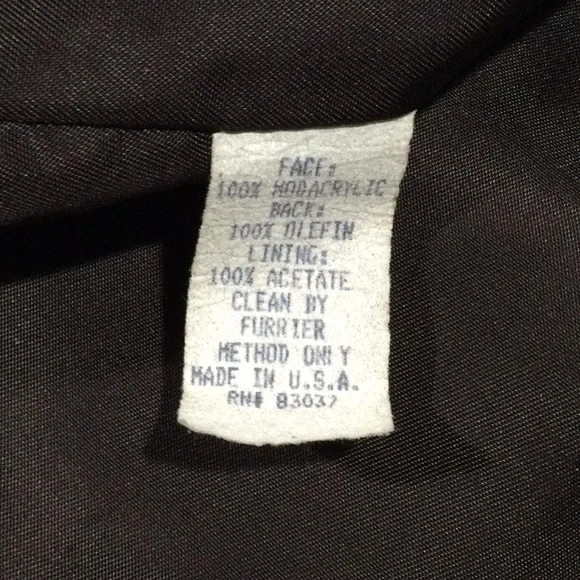 FACE:
100% MODACRYLIC
BACK:
100% OLEFIN
LINING:
100% ACETATE
CLEAN BY
FURRIER
METHOD ONLY
MADE IN U.S.A.
RN# 83037